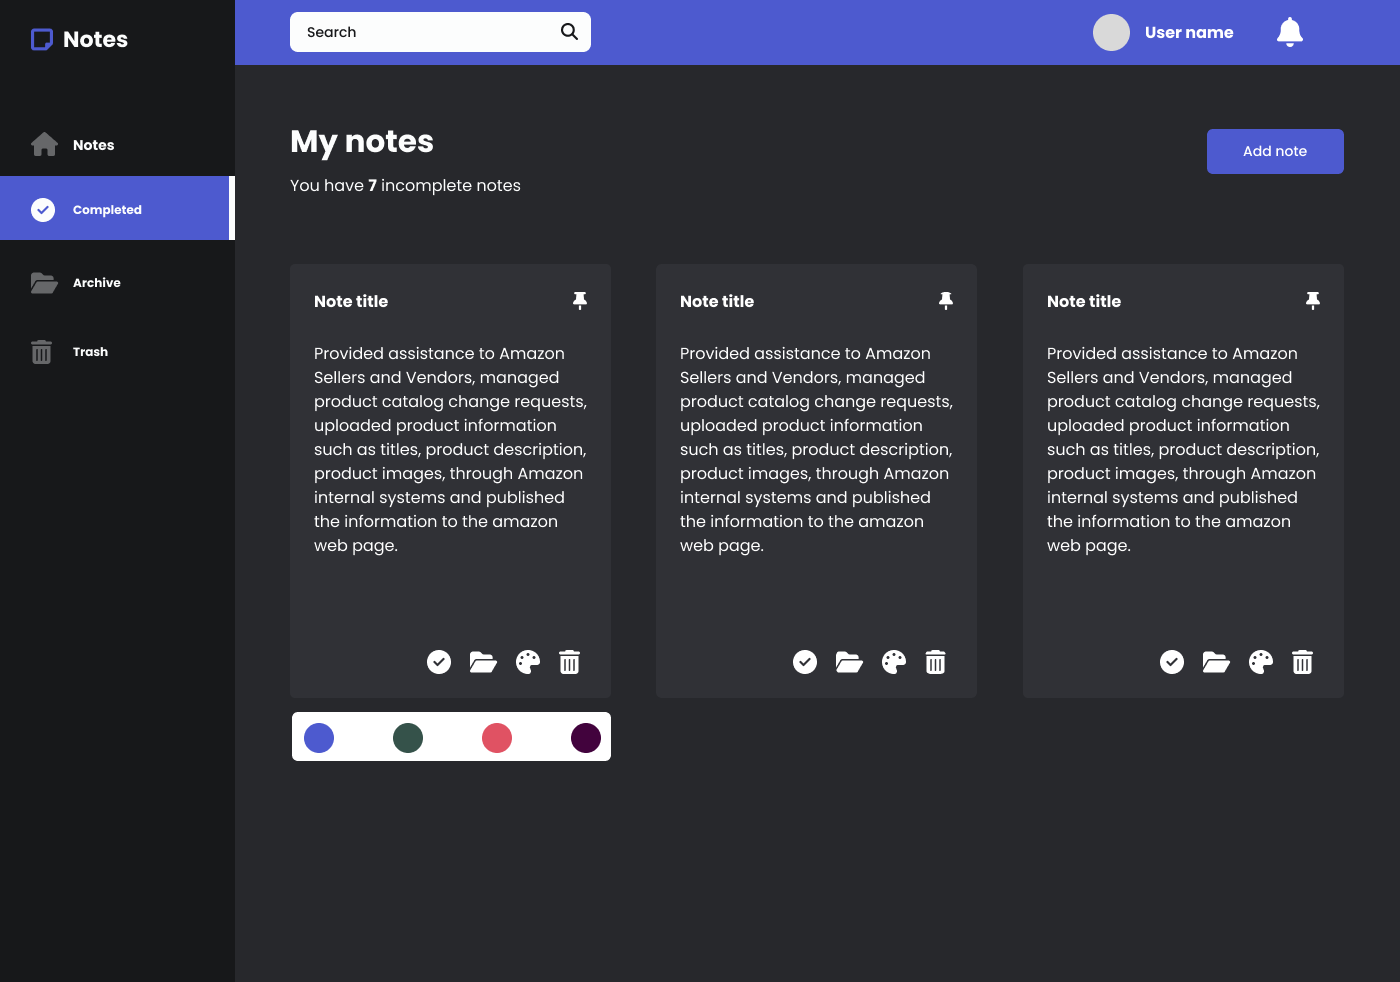 Notes
Search
User name
Notes
Completed
Archive
Trash
My notes
Add note
You have 7 incomplete notes
Note title
Provided assistance to Amazon
Sellers and Vendors, managed
product catalog change requests,
uploaded product information
such as titles, product description,
product images, through Amazon
internal systems and published
the information to the amazon
web page.
Note title
Provided assistance to Amazon
Sellers and Vendors, managed
product catalog change requests,
uploaded product information
such as titles, product description,
product images, through Amazon
internal systems and published
the information to the amazon
web page.
Note title
Provided assistance to Amazon
Sellers and Vendors, managed
product catalog change requests,
uploaded product information
such as titles, product description,
product images, through Amazon
internal systems and published
the information to the amazon
web page.